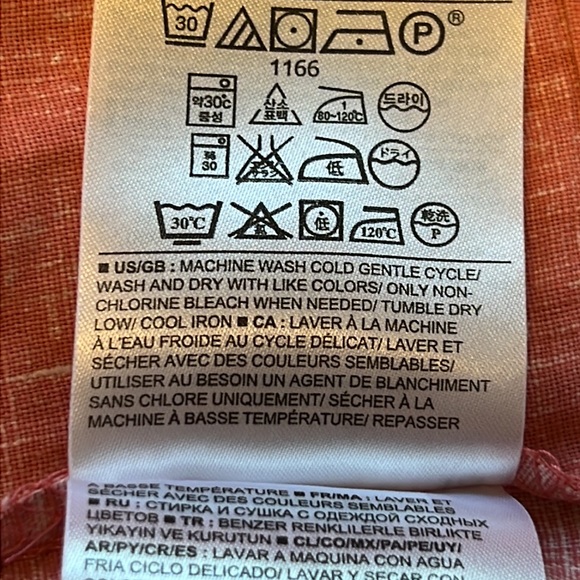 30 P ®
1166
약30℃ 중성 산소 표백 1 80~120℃ 드라이
30 低 ドライ
30℃ 低 120℃ 乾洗 P
■ US/GB : MACHINE WASH COLD GENTLE CYCLE/
WASH AND DRY WITH LIKE COLORS/ ONLY NON-
CHLORINE BLEACH WHEN NEEDED/ TUMBLE DRY
LOW/ COOL IRON ■ CA : LAVER À LA MACHINE
À L'EAU FROIDE AU CYCLE DÉLICAT/ LAVER ET
SÉCHER AVEC DES COULEURS SEMBLABLES/
UTILISER AU BESOIN UN AGENT DE BLANCHIMENT
SANS CHLORE UNIQUEMENT/ SÉCHER À LA
MACHINE À BASSE TEMPÉRATURE/ REPASSER
À BASSE TEMPÉRATURE ■ FR/MA : LAVER ET
SÉCHER AVEC DES COULEURS SEMBLABLES
■ RU : СТИРКА И СУШКА С ОДЕЖДОЙ СХОДНЫХ
ЦВЕТОВ ■ TR : BENZER RENKLILERLE BIRLIKTE
YIKAYIN VE KURUTUN ■ CL/CO/MX/PA/PE/UY/
AR/PY/CR/ES : LAVAR A MAQUINA CON AGUA
FRIA CICLO DELICADO/ LAVAR Y SECAR CON